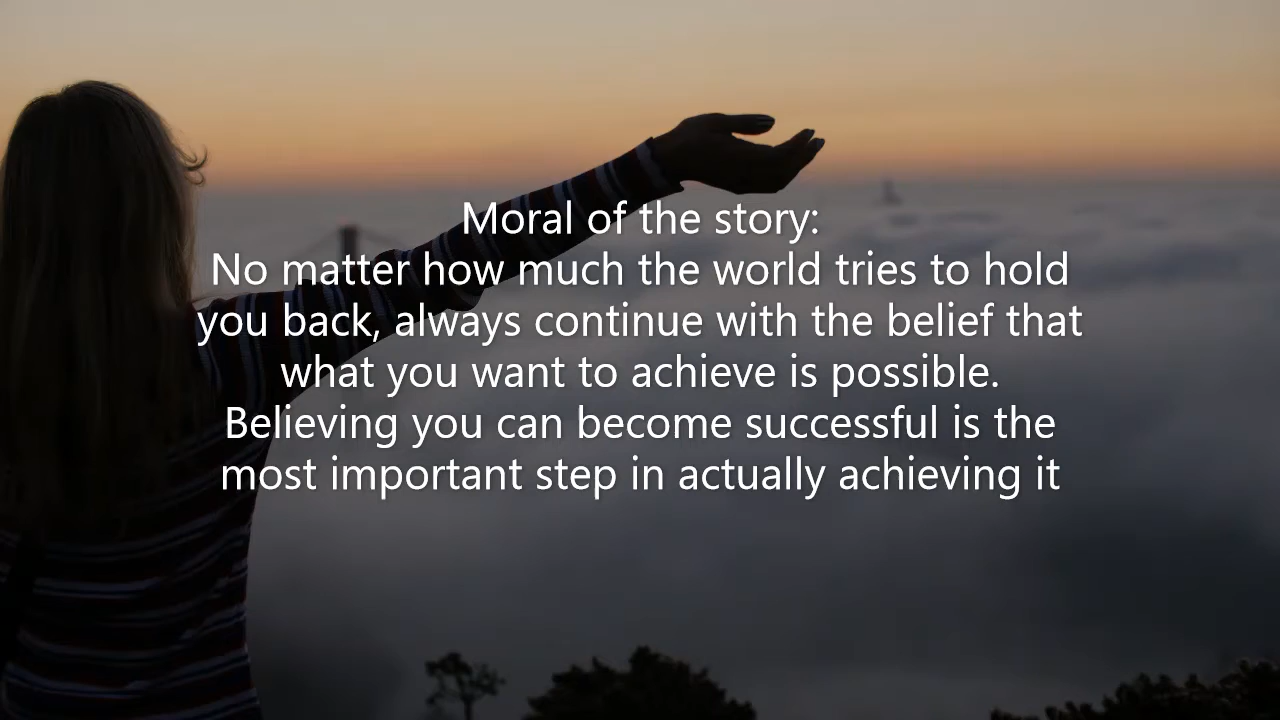 Moral of the story:
No matter how much the world tries to hold
you back, always continue with the belief that
what you want to achieve is possible.
Believing you can become successful is the
most important step in actually achieving it